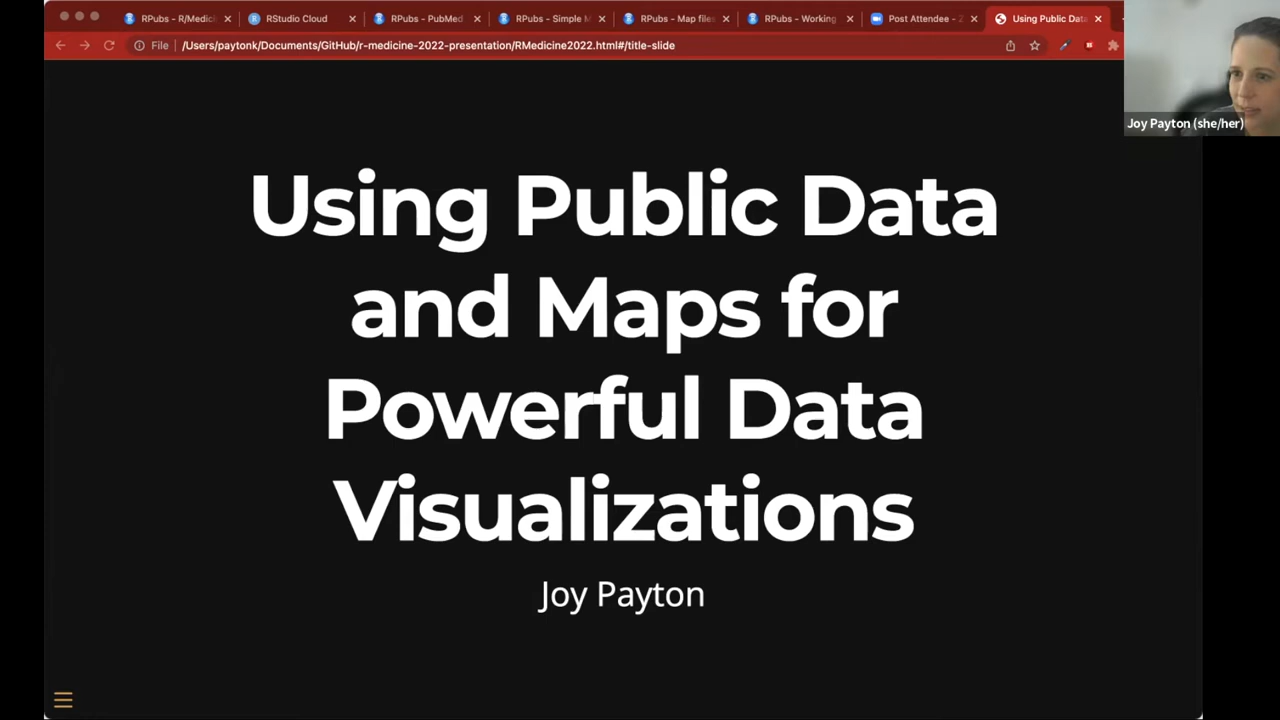 RPubs - R/Medici
RStudio Cloud
RPubs - PubMed
RPubs - Simple M
RPubs - Map files
RPubs - Working
Post Attendee - Z
Using Public Data
File
/Users/paytonk/Documents/GitHub/r-medicine-2022-presentation/RMedicine2022.html#/title-slide
Joy Payton (she/her)
Using Public Data
and Maps for
Powerful Data
Visualizations
Joy Payton